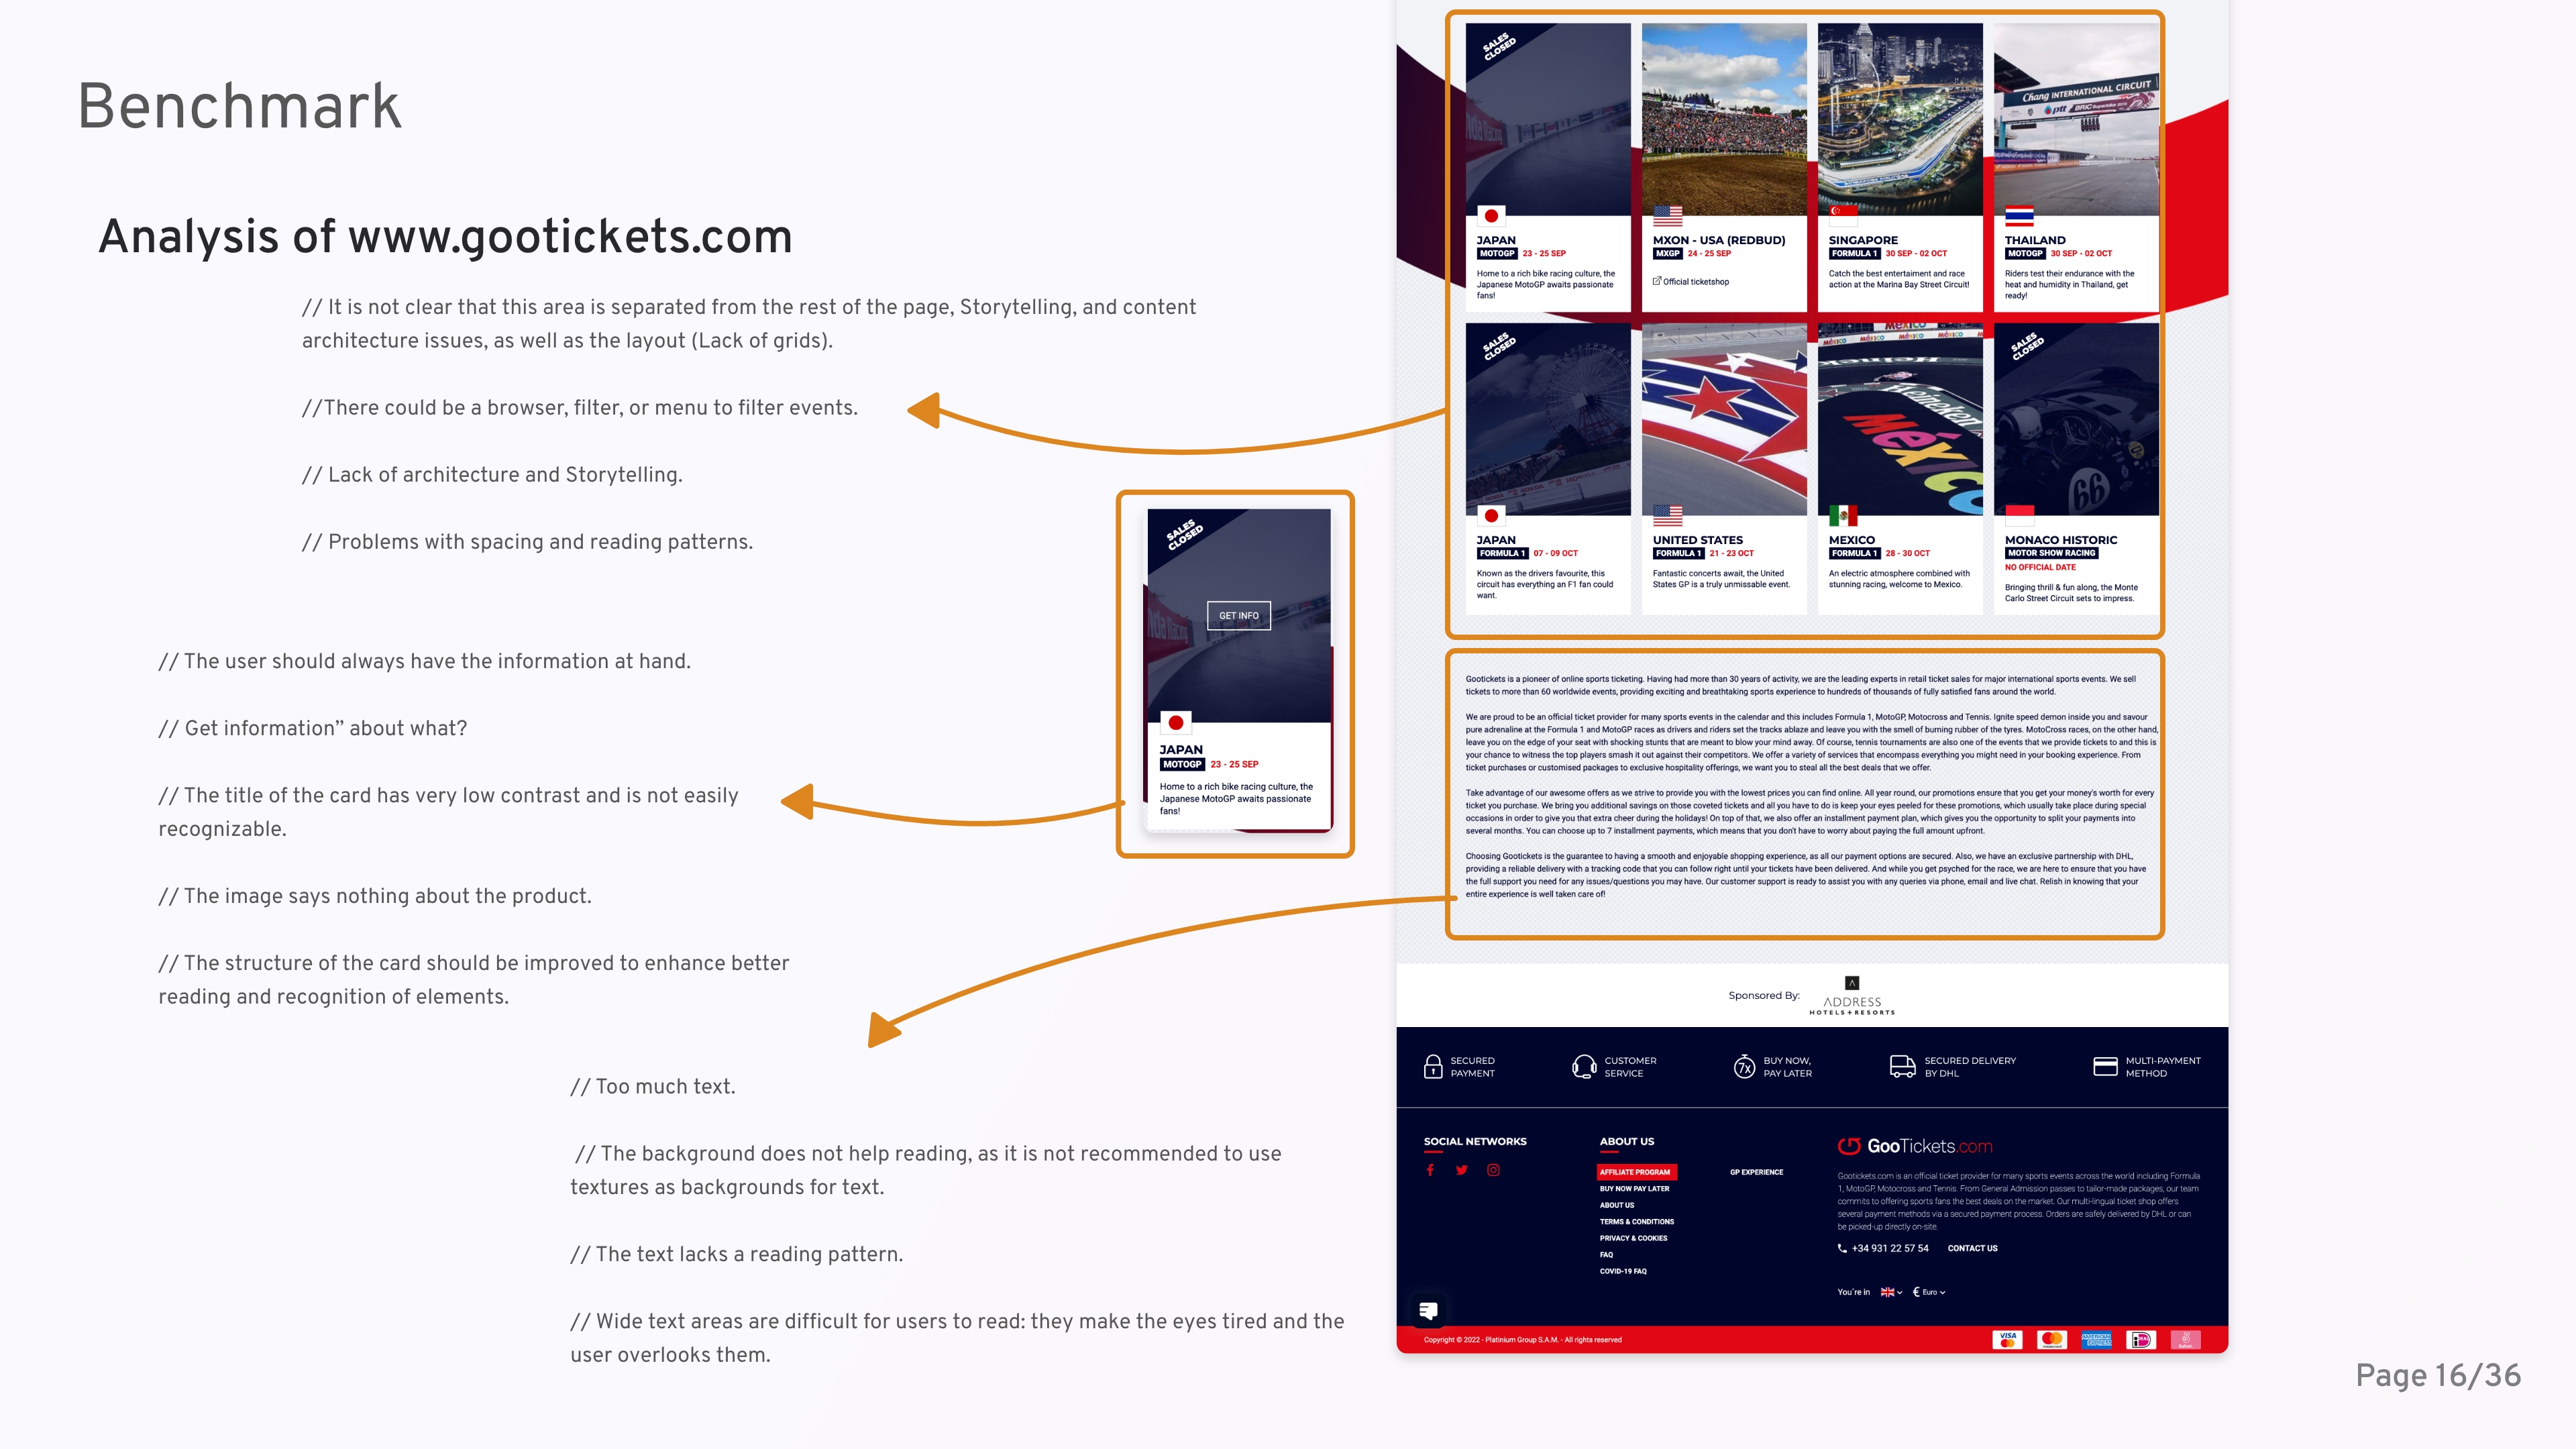 Benchmark
Analysis of www.gootickets.com
// It is not clear that this area is separated from the rest of the page, Storytelling, and content
architecture issues, as well as the layout (Lack of grids).
//There could be a browser, filter, or menu to filter events.
// Lack of architecture and Storytelling.
// Problems with spacing and reading patterns.
// The user should always have the information at hand.
// Get information” about what?
// The title of the card has very low contrast and is not easily
recognizable.
// The image says nothing about the product.
// The structure of the card should be improved to enhance better
reading and recognition of elements.
// Too much text.
// The background does not help reading, as it is not recommended to use
textures as backgrounds for text.
// The text lacks a reading pattern.
// Wide text areas are difficult for users to read: they make the eyes tired and the
user overlooks them.
SALES
CLOSED
nda Racing
GET INFO
JAPAN
MOTOGP 23 - 25 SEP
Home to a rich bike racing culture, the
Japanese MotoGP awaits passionate
fans!
SALES
CLOSED
nda Racing
JAPAN
MOTOGP 23 - 25 SEP
Home to a rich bike racing culture, the
Japanese MotoGP awaits passionate
fans!
MXON - USA (REDBUD)
MXGP 24 - 25 SEP
Official ticketshop
SINGAPORE
FORMULA 1 30 SEP - 02 OCT
Catch the best entertaiment and race
action at the Marina Bay Street Circuit!
Chang INTERNATIONAL CIRCUIT
ptt BRIC Superbike
THAILAND
MOTOGP 30 SEP - 02 OCT
Riders test their endurance with the
heat and humidity in Thailand, get
ready!
SALES
CLOSED
JAPAN
FORMULA 1 07 - 09 OCT
Known as the drivers favourite, this
circuit has everything an F1 fan could
want.
UNITED STATES
FORMULA 1 21 - 23 OCT
Fantastic concerts await, the United
States GP is a truly unmissable event.
MéxIco
Heineken
MéxIco
MEXICO
FORMULA 1 28 - 30 OCT
An electric atmosphere combined with
stunning racing, welcome to Mexico.
SALES
CLOSED
66
MONACO HISTORIC
MOTOR SHOW RACING
NO OFFICIAL DATE
Bringing thrill & fun along, the Monte
Carlo Street Circuit sets to impress.
Gootickets is a pioneer of online sports ticketing. Having had more than 30 years of activity, we are the leading experts in retail ticket sales for major international sports events. We sell
tickets to more than 60 worldwide events, providing exciting and breathtaking sports experience to hundreds of thousands of fully satisfied fans around the world.
We are proud to be an official ticket provider for many sports events in the calendar and this includes Formula 1, MotoGP, Motocross and Tennis. Ignite speed demon inside you and savour
pure adrenaline at the Formula 1 and MotoGP races as drivers and riders set the tracks ablaze and leave you with the smell of burning rubber of the tyres. MotoCross races, on the other hand,
leave you on the edge of your seat with shocking stunts that are meant to blow your mind away. Of course, tennis tournaments are also one of the events that we provide tickets to and this is
your chance to witness the top players smash it out against their competitors. We offer a variety of services that encompass everything you might need in your booking experience. From
ticket purchases or customised packages to exclusive hospitality offerings, we want you to steal all the best deals that we offer.
Take advantage of our awesome offers as we strive to provide you with the lowest prices you can find online. All year round, our promotions ensure that you get your money's worth for every
ticket you purchase. We bring you additional savings on those coveted tickets and all you have to do is keep your eyes peeled for these promotions, which usually take place during special
occasions in order to give you that extra cheer during the holidays! On top of that, we also offer an installment payment plan, which gives you the opportunity to split your payments into
several months. You can choose up to 7 installment payments, which means that you don't have to worry about paying the full amount upfront.
Choosing Gootickets is the guarantee to having a smooth and enjoyable shopping experience, as all our payment options are secured. Also, we have an exclusive partnership with DHL,
providing a reliable delivery with a tracking code that you can follow right until your tickets have been delivered. And while you get psyched for the race, we are here to ensure that you have
the full support you need for any issues/questions you may have. Our customer support is ready to assist you with any queries via phone, email and live chat. Relish in knowing that your
entire experience is well taken care of!
Sponsored By:
ADDRESS
HOTELS+RESORTS
SECURED
PAYMENT
CUSTOMER
SERVICE
7x
BUY NOW,
PAY LATER
SECURED DELIVERY
BY DHL
MULTI-PAYMENT
METHOD
SOCIAL NETWORKS
ABOUT US
AFFILIATE PROGRAM
BUY NOW PAY LATER
ABOUT US
TERMS & CONDITIONS
PRIVACY & COOKIES
FAQ
COVID-19 FAQ
GP EXPERIENCE
GooTickets.com
Gootickets.com is an official ticket provider for many sports events across the world including Formula
1, MotoGP, Motocross and Tennis. From General Admission passes to tailor-made packages, our team
commits to offering sports fans the best deals on the market. Our multi-lingual ticket shop offers
several payment methods via a secured payment process. Orders are safely delivered by DHL or can
be picked-up directly on-site.
+34 931 22 57 54 CONTACT US
You're in € Euro
Copyright © 2022 - Platinium Group S.A.M. - All rights reserved
VISA
AMERICAN EXPRESS
Page 16/36